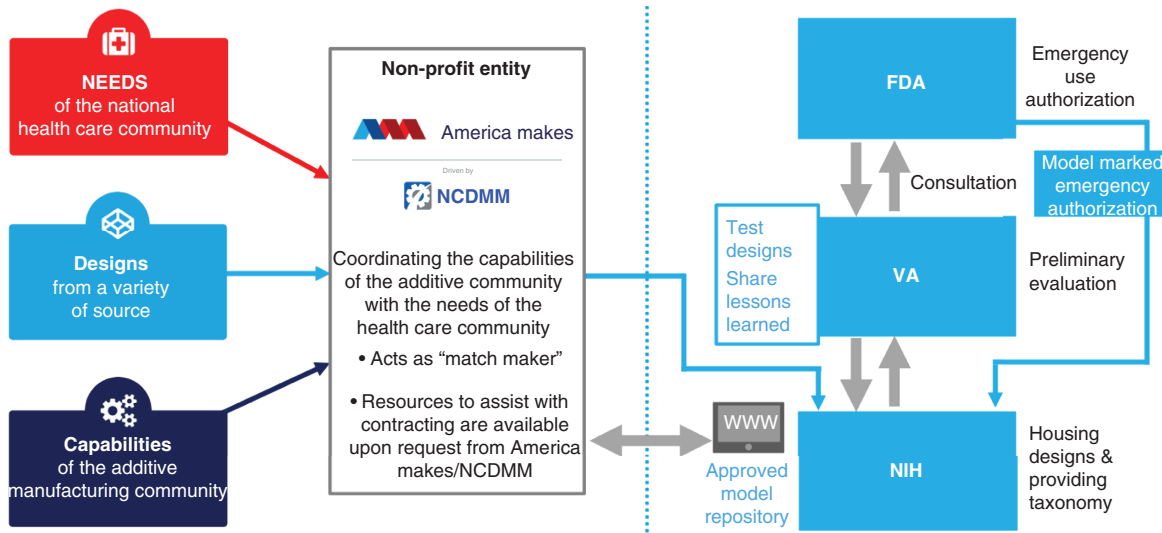 NEEDS
of the national
health care community
Designs
from a variety
of source
Capabilities
of the additive
manufacturing community
Non-profit entity
America makes
Driven by
NCDMM
Coordinating the capabilities
of the additive community
with the needs of the
health care community
• Acts as “match maker”
• Resources to assist with
contracting are available
upon request from America
makes/NCDMM
FDA
Emergency
use
authorization
Model marked
emergency
authorization
Consultation
Test
designs
Share
lessons
learned
VA
Preliminary
evaluation
WWW
Approved
model
repository
NIH
Housing
designs &
providing
taxonomy